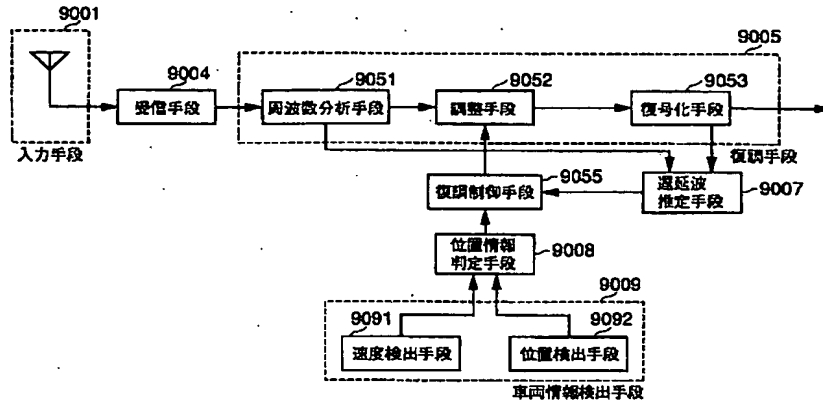 9001
9005
9004
9051
9052
9053
受信手段
周波数分析手段
調整手段
復号化手段
入力手段
復調手段
9055
復調制御手段
遅延波
推定手段
9007
位置情報
判定手段
9008
9009
9091
9092
速度検出手段
位置検出手段
車両情報検出手段